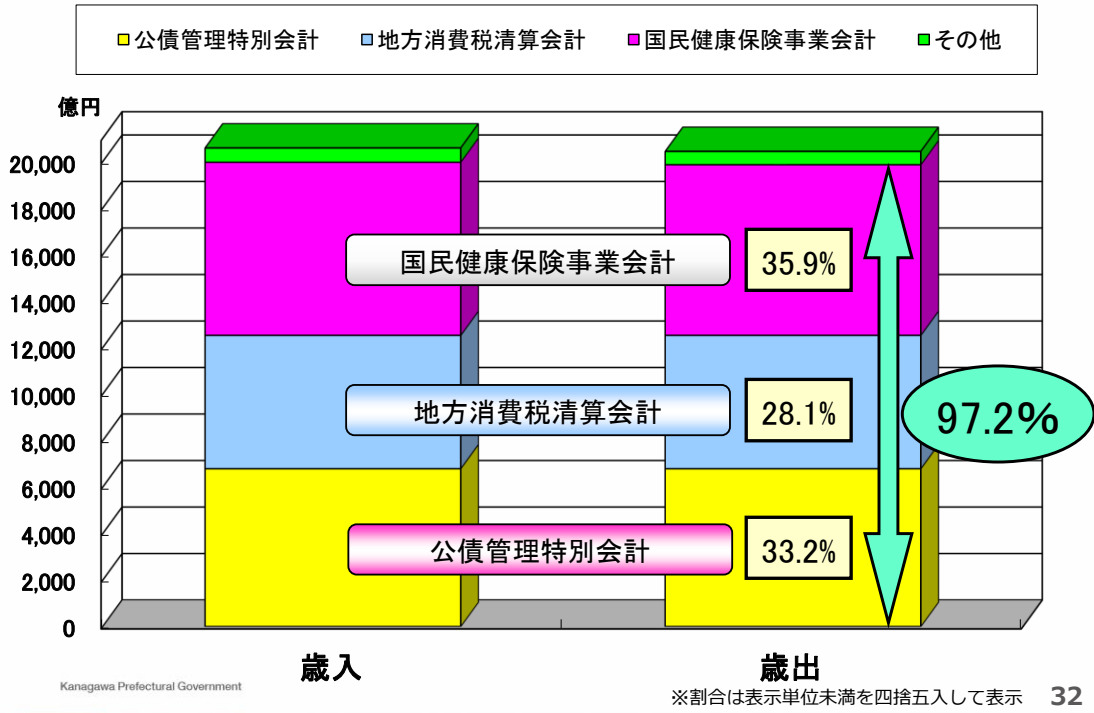 公債管理特別会計 地方消費税清算会計 国民健康保険事業会計 その他
億円
20,000
18,000
16,000
14,000
12,000
10,000
8,000
6,000
4,000
2,000
0
国民健康保険事業会計 35.9%
地方消費税清算会計 28.1%
97.2%
公債管理特別会計 33.2%
歳入 歳出
Kanagawa Prefectural Government
※割合は表示単位未満を四捨五入して表示 32